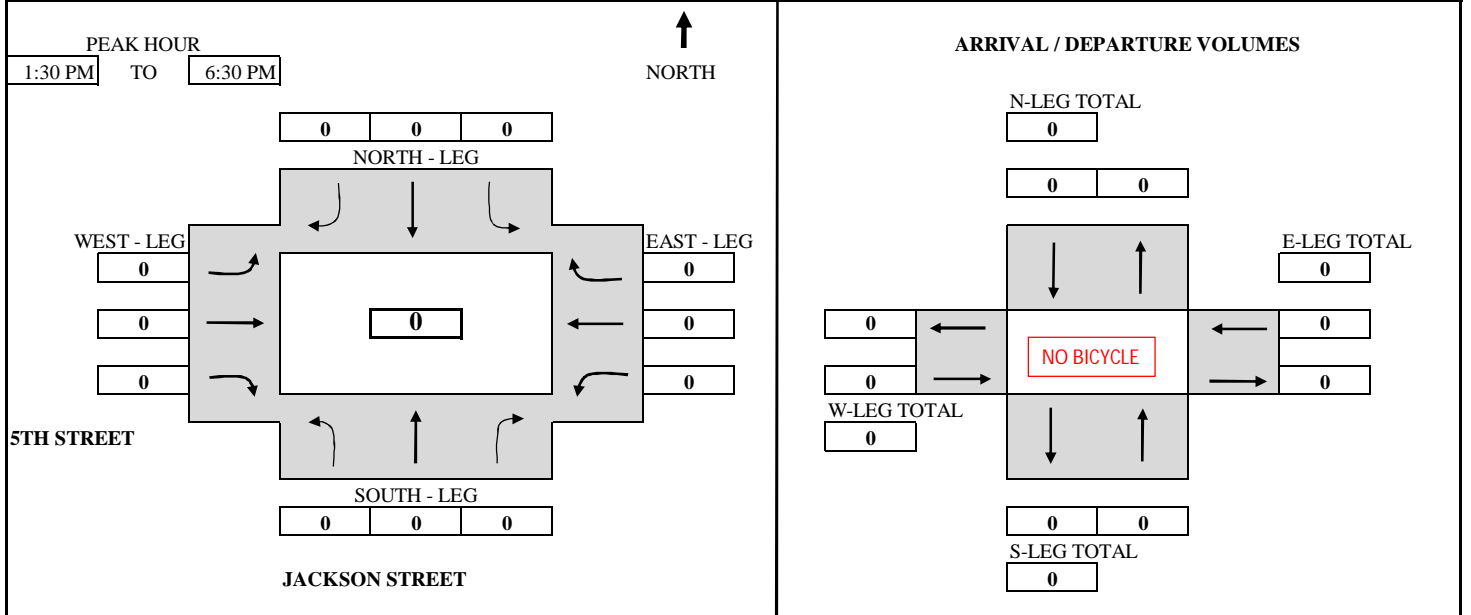 PEAK HOUR
1:30 PM TO 6:30 PM
NORTH
0 0 0
NORTH - LEG
WEST - LEG EAST - LEG
0 0
0 0 0
0 0
5TH STREET
SOUTH - LEG
0 0 0
JACKSON STREET
ARRIVAL / DEPARTURE VOLUMES
N-LEG TOTAL
0
0 0
E-LEG TOTAL
0
0 0
NO BICYCLE
0 0
W-LEG TOTAL
0
0 0
S-LEG TOTAL
0